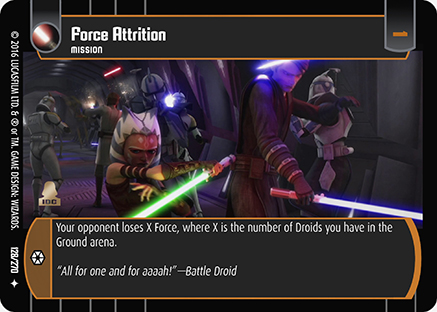 Force Attrition
MISSION
Your opponent loses X Force, where X is the number of Droids you have in the
Ground arena.
"All for one and for aaaah!"—Battle Droid
© 2016 LUCASFILM LTD. & ® or TM. GAME DESIGN: WIZARDS.
128/270